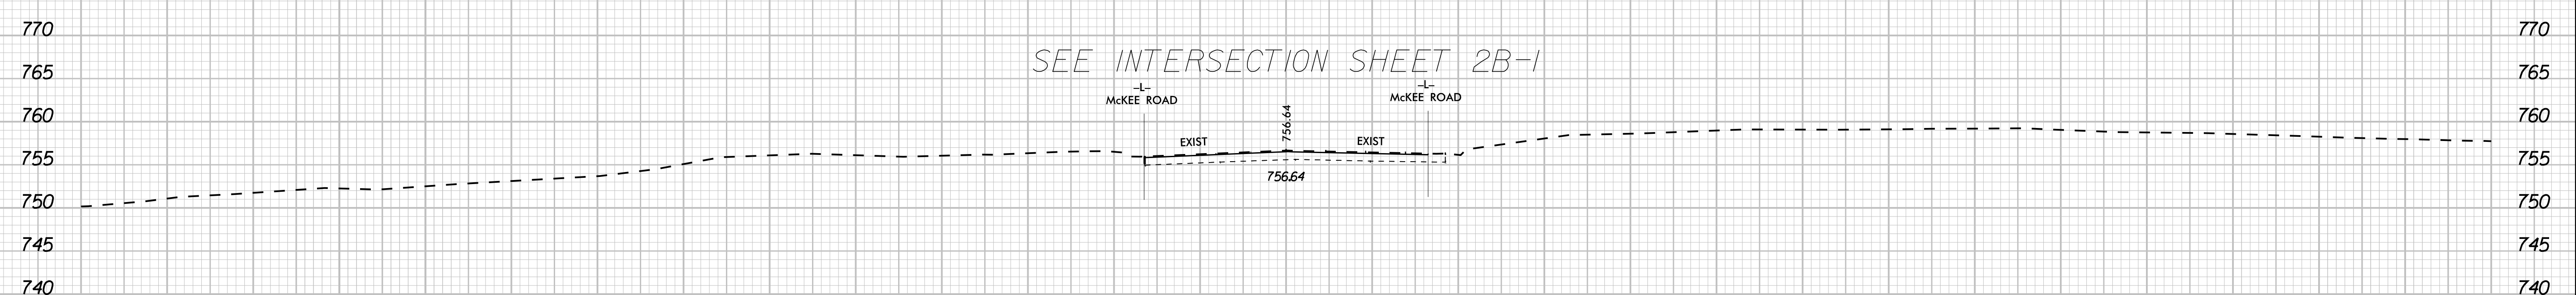 770 770
SEE INTERSECTION SHEET 2B-1
765 765
-L- -L-
McKEE ROAD McKEE ROAD
760 756.64 760
EXIST EXIST
755 755
756.64
750 750
745 745
740 740